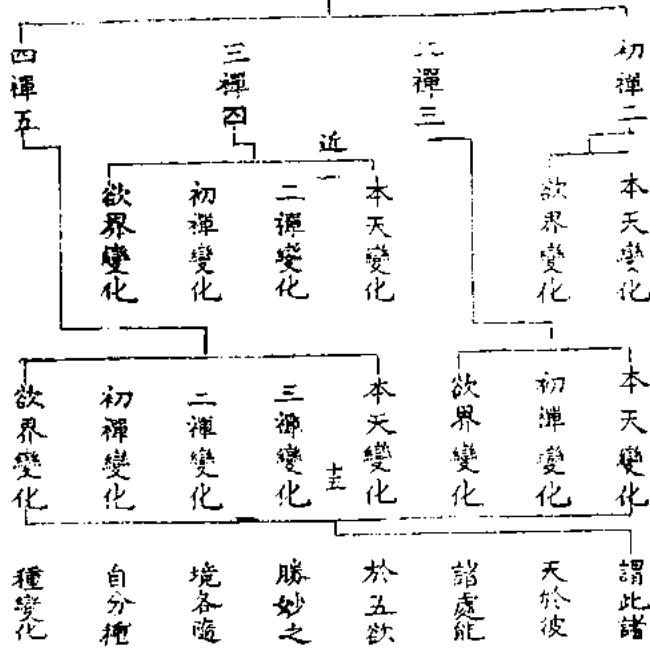 初禪二
二禪三
三禪四
四禪五
本天變化
欲界變化
近一
本天變化
二禪變化
初禪變化
欲界變化
本天變化
初禪變化
欲界變化
本天變化
十五
三禪變化
二禪變化
初禪變化
欲界變化
謂此諸
天於彼
諸處能
於五欲
勝妙之
境各隨
自分種
種變化